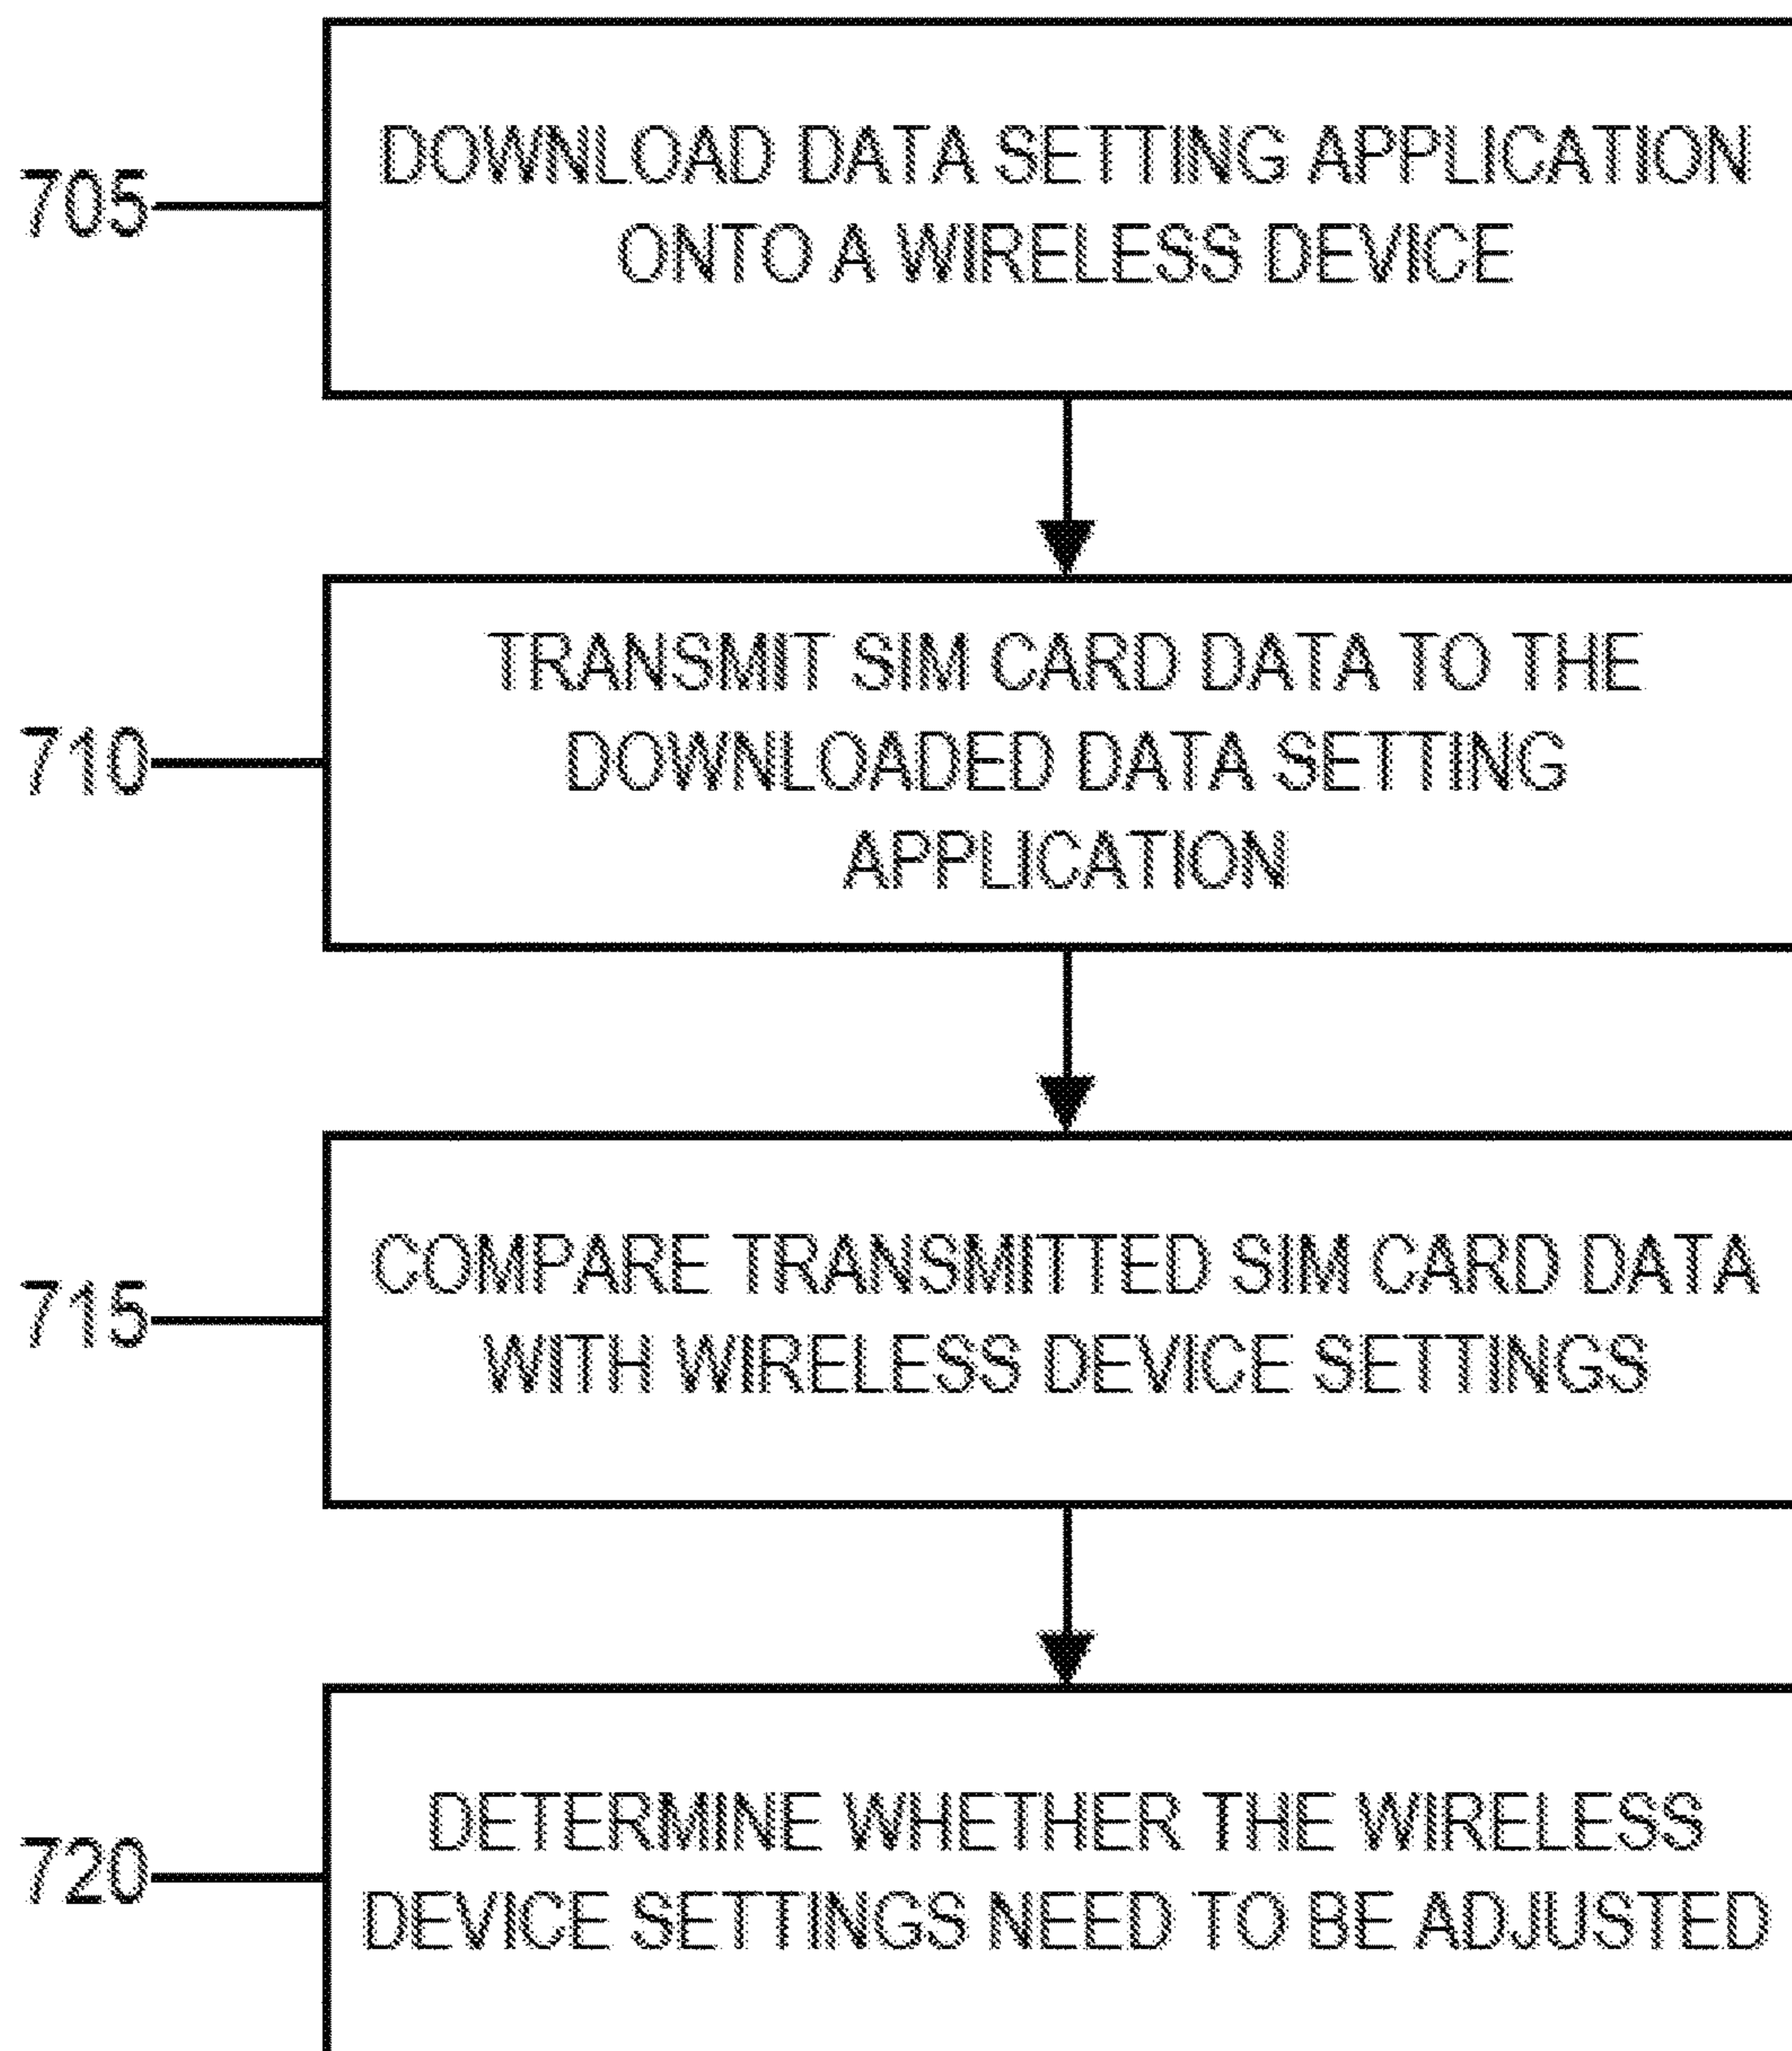 705
DOWNLOAD DATA SETTING APPLICATION
ONTO A WIRELESS DEVICE
710
TRANSMIT SIM CARD DATA TO THE
DOWNLOADED DATA SETTING
APPLICATION
715
COMPARE TRANSMITTED SIM CARD DATA
WITH WIRELESS DEVICE SETTINGS
720
DETERMINE WHETHER THE WIRELESS
DEVICE SETTINGS NEED TO BE ADJUSTED